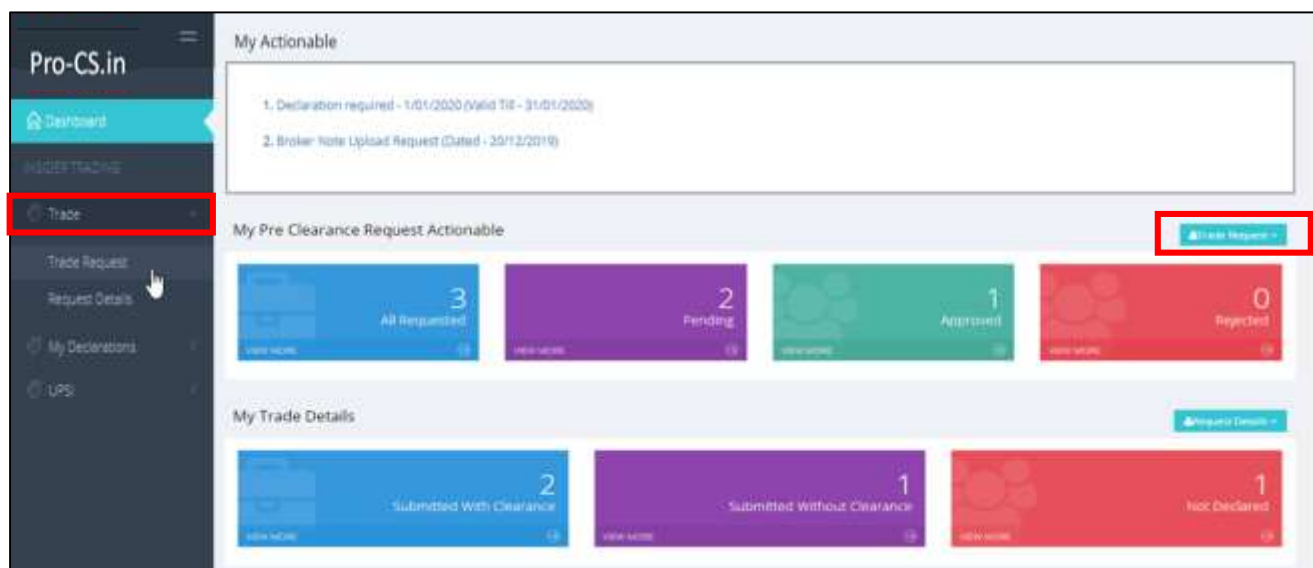 Pro-CS.in
Dashboard
INSIDER TRADING
Trade
Trade Request
Request Details
My Declarations
UPSI
My Actionable
1. Declaration required - 1/01/2020 (Valid Till - 31/01/2020)
2. Broker Note Upload Request (Dated - 20/12/2019)
My Pre Clearance Request Actionable
Trade Request
3
All Requested
VIEW MORE
2
Pending
VIEW MORE
1
Approved
VIEW MORE
0
Rejected
VIEW MORE
My Trade Details
Request Details
2
Submitted With Clearance
VIEW MORE
1
Submitted Without Clearance
VIEW MORE
1
Not Declared
VIEW MORE